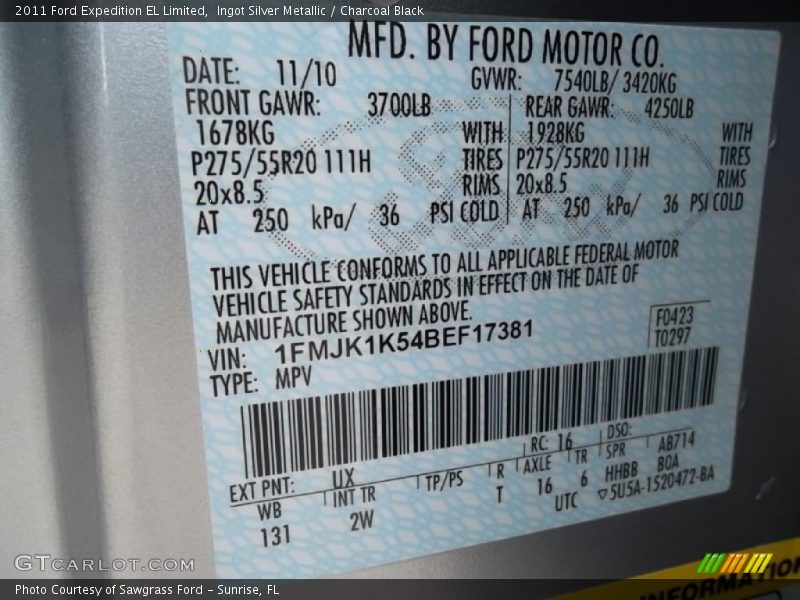 2011 Ford Expedition EL Limited, Ingot Silver Metallic / Charcoal Black
MFD. BY FORD MOTOR CO.
DATE: 11/10 GVWR: 7540LB/ 3420KG
FRONT GAWR: 3700LB REAR GAWR: 4250LB
1678KG WITH 1928KG WITH
P275/55R20 111H TIRES P275/55R20 111H TIRES
20x8.5 RIMS 20x8.5 RIMS
AT 250 kPa/ 36 PSI COLD AT 250 kPa/ 36 PSI COLD
THIS VEHICLE CONFORMS TO ALL APPLICABLE FEDERAL MOTOR
VEHICLE SAFETY STANDARDS IN EFFECT ON THE DATE OF
MANUFACTURE SHOWN ABOVE.
F0423
VIN: 1FMJK1K54BEF17381
T0297
TYPE: MPV
EXT PNT: UX RC: 16 DSO:
WB INT TR TP/PS R AXLE TR SPR AB714
131 2W T 16 6 HHBB BOA
UTC ▽5U5A-1520472-BA
INFORMATION
GTCARLOT.COM
Photo Courtesy of Sawgrass Ford - Sunrise, FL